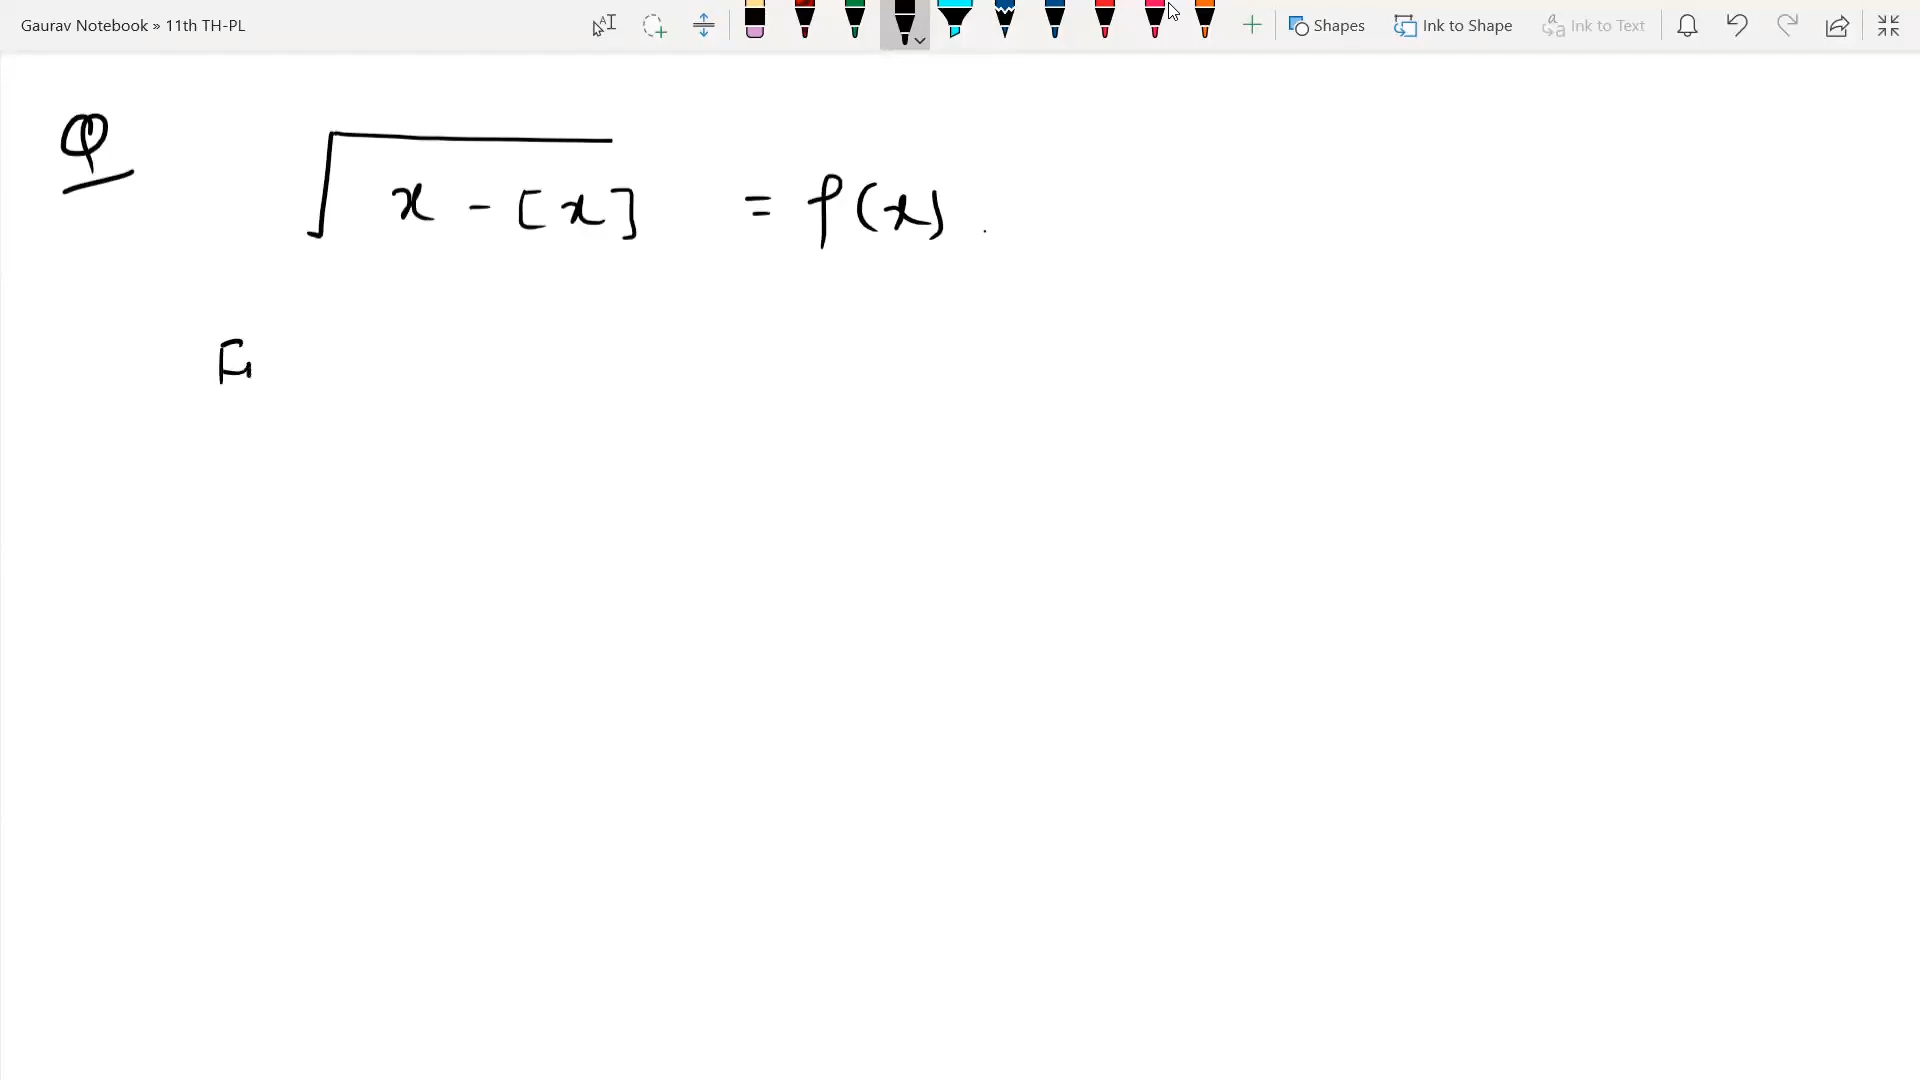 Gaurav Notebook » 11th TH-PL
Shapes
Ink to Shape
Ink to Text
Q
√x - [x] = f(x).